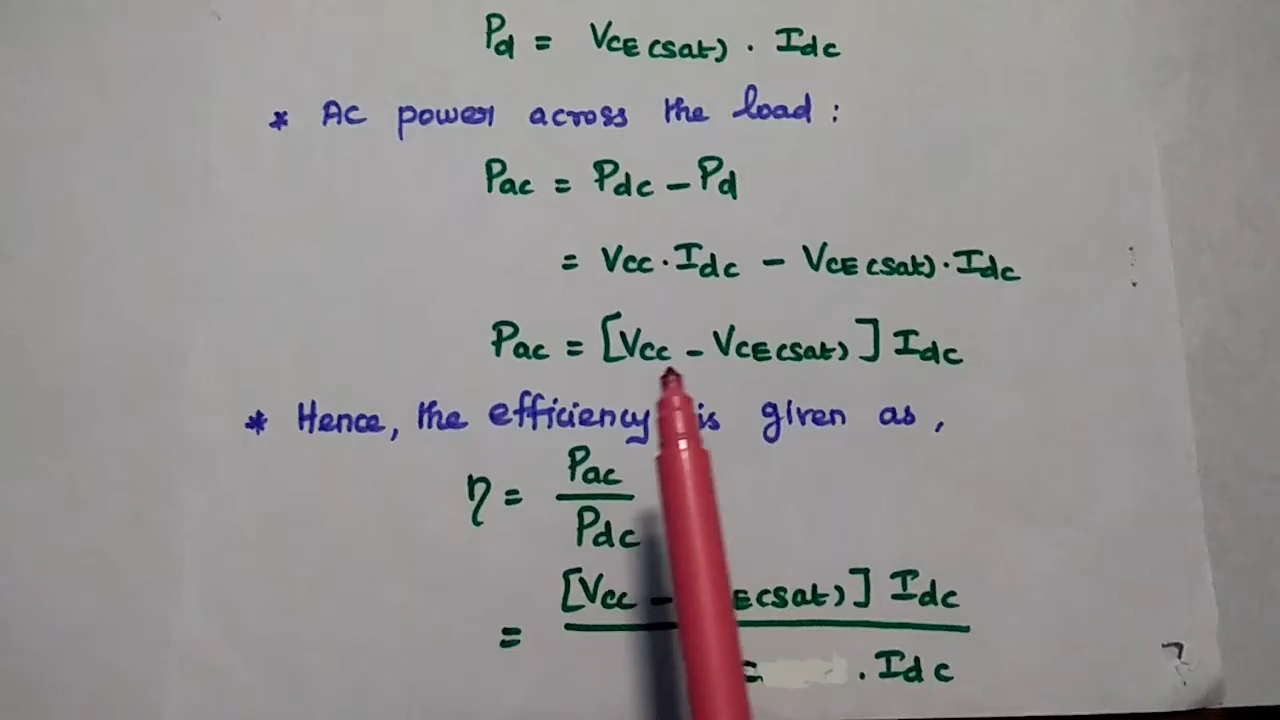 Pd = VCE(sat) . Idc
* Ac power across the load :
Pac = Pdc - Pd
= Vcc . Idc - VCE(sat) . Idc
Pac = [Vcc - VCE(sat)] Idc
* Hence, the efficiency is given as,
η = Pac / Pdc
= [Vcc - E(sat)] Idc
. Idc